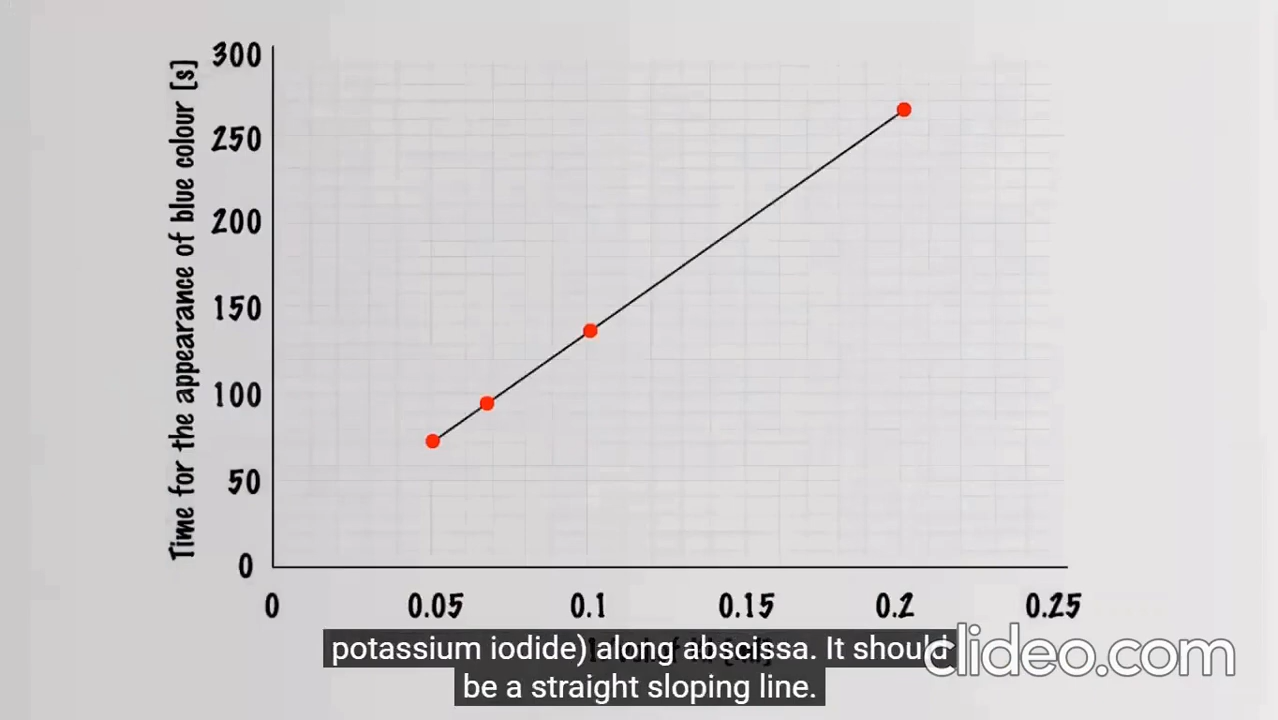 300
250
200
150
100
50
0
Time for the appearance of blue colour [s]
0 0.05 0.1 0.15 0.2 0.25
potassium iodide) along abscissa. It should
be a straight sloping line.
clideo.com